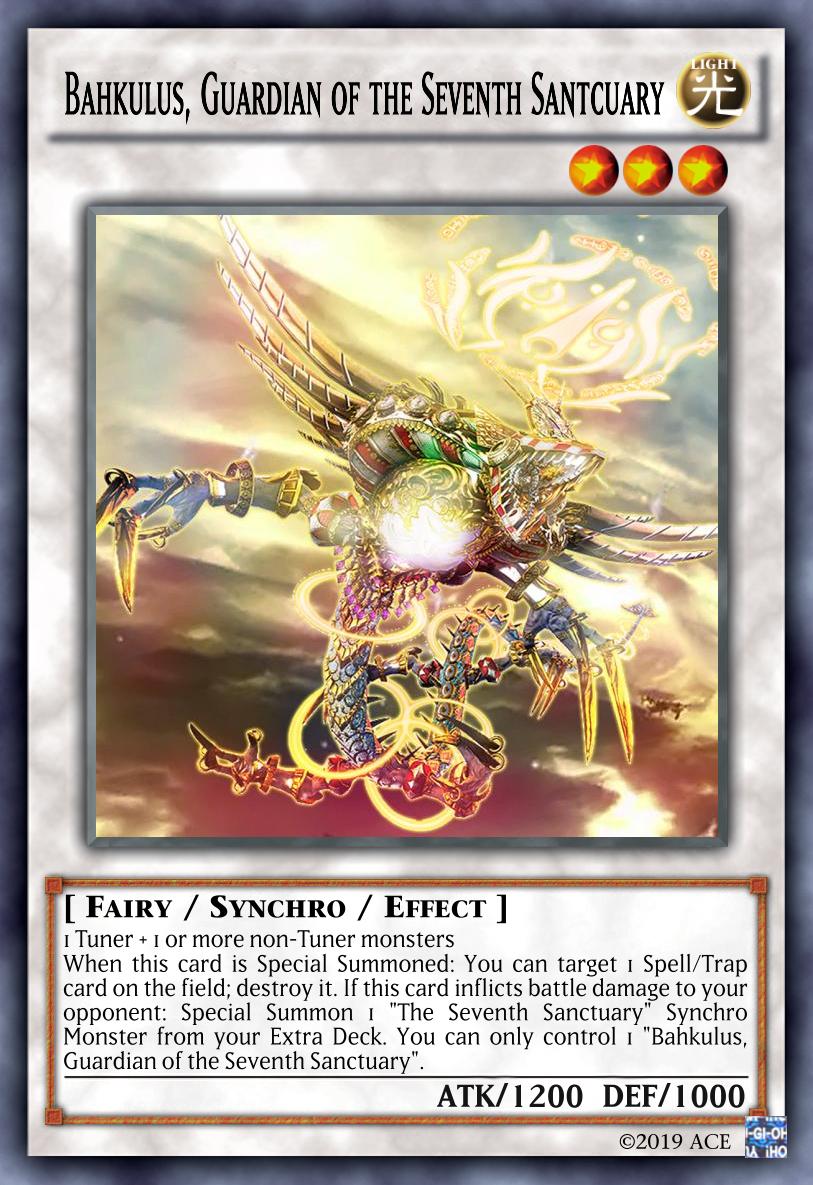 BAHKULUS, GUARDIAN OF THE SEVENTH SANTCUARY
LIGHT
光
[ FAIRY / SYNCHRO / EFFECT ]
1 Tuner + 1 or more non-Tuner monsters
When this card is Special Summoned: You can target 1 Spell/Trap
card on the field; destroy it. If this card inflicts battle damage to your
opponent: Special Summon 1 "The Seventh Sanctuary" Synchro
Monster from your Extra Deck. You can only control 1 "Bahkulus,
Guardian of the Seventh Sanctuary".
ATK/1200 DEF/1000
©2019 ACE